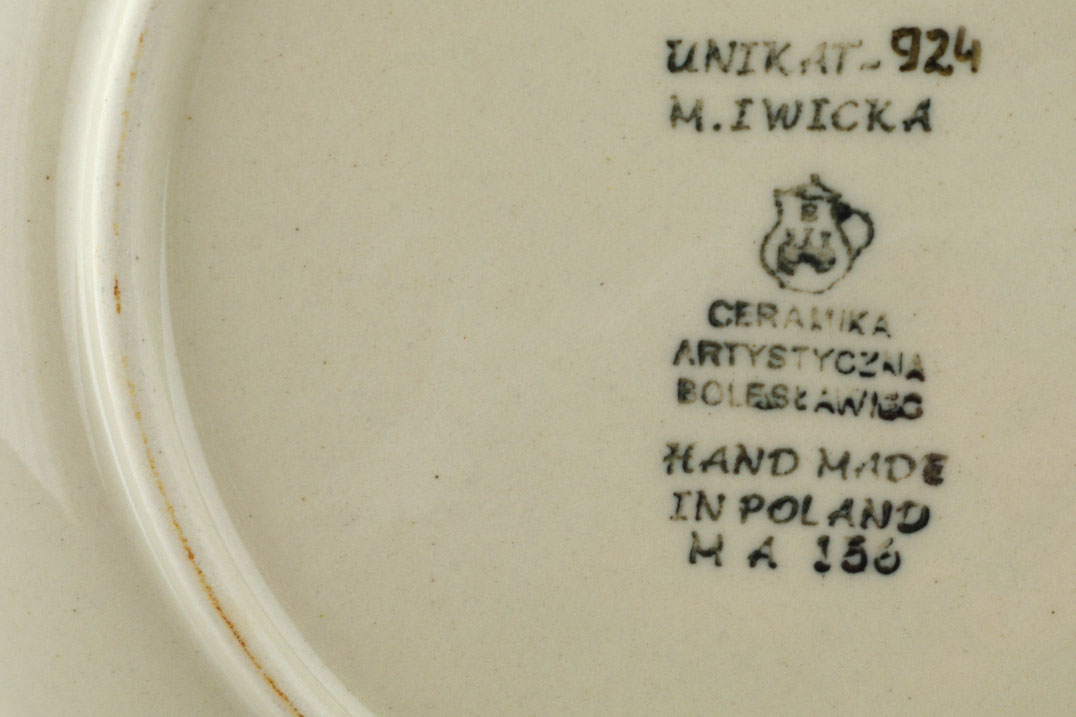 UNIKAT-924
M.IWICKA
CERAMIKA
ARTYSTYCZNA
BOLESŁAWIEC
HAND MADE
IN POLAND
M A 156